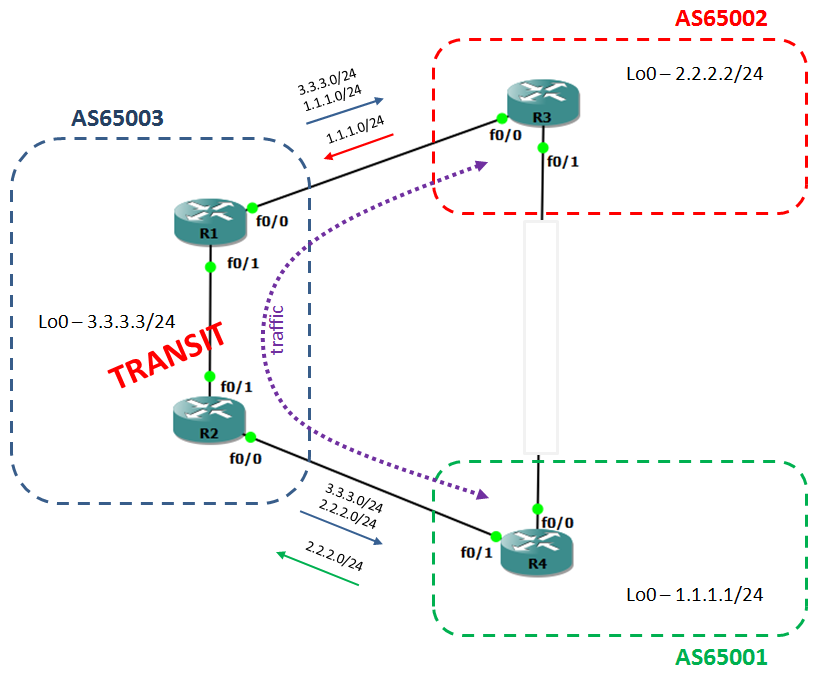 AS65002
Lo0 – 2.2.2.2/24
R3
f0/0
f0/1
3.3.3.0/24
1.1.1.0/24
1.1.1.0/24
AS65003
R1
f0/0
f0/1
Lo0 – 3.3.3.3/24
TRANSIT
traffic
f0/1
R2
f0/0
3.3.3.0/24
2.2.2.0/24
2.2.2.0/24
f0/0
f0/1
R4
Lo0 – 1.1.1.1/24
AS65001